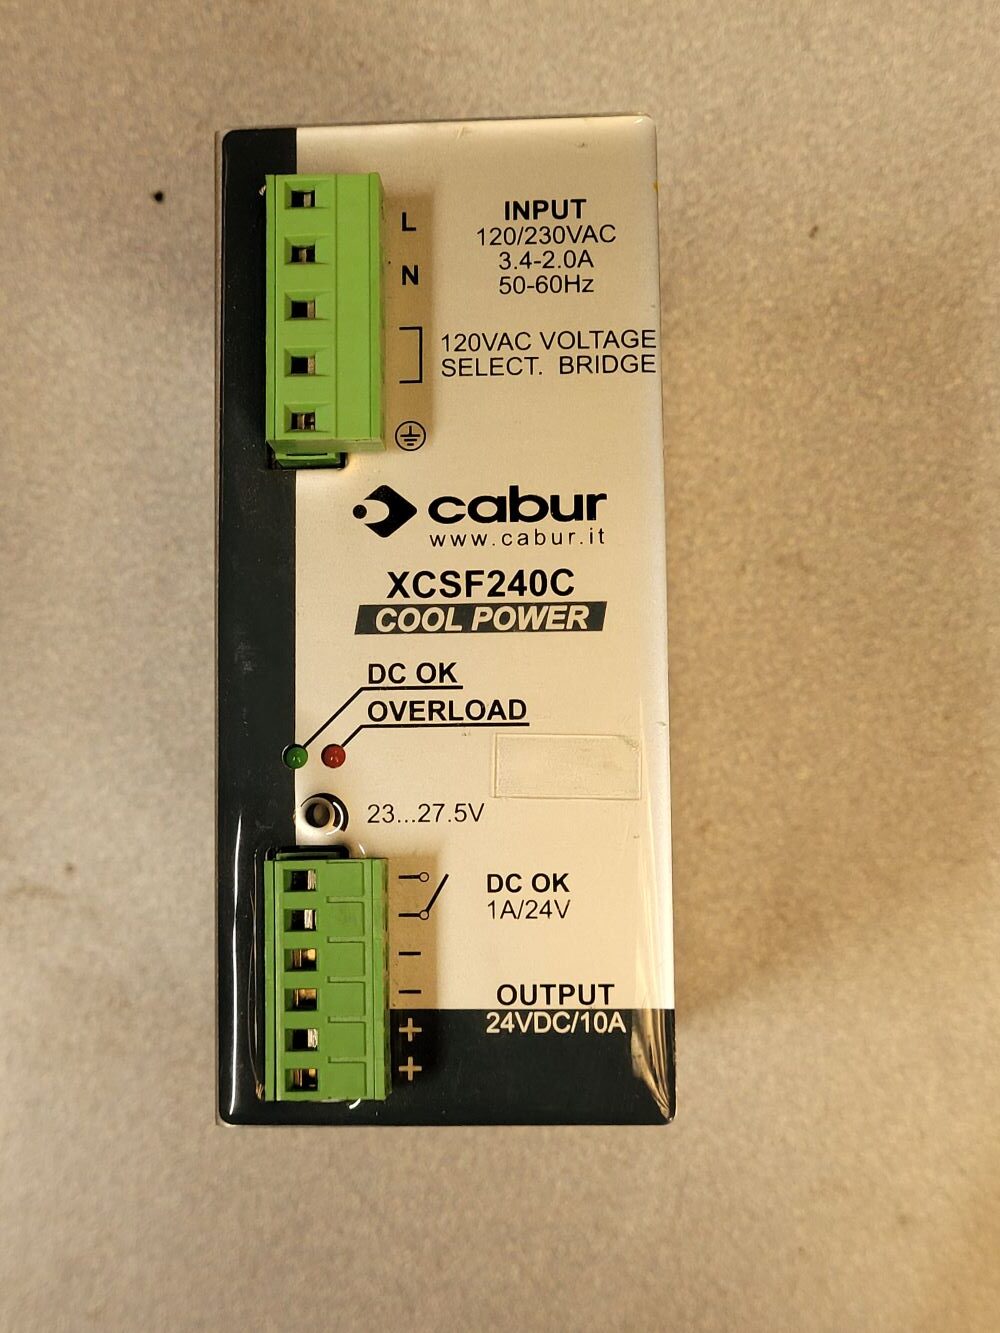 L
N
INPUT
120/230VAC
3.4-2.0A
50-60Hz
120VAC VOLTAGE
SELECT. BRIDGE
cabur
www.cabur.it
XCSF240C
COOL POWER
DC OK
OVERLOAD
23...27.5V
DC OK
1A/24V
−
−
OUTPUT
24VDC/10A
+
+